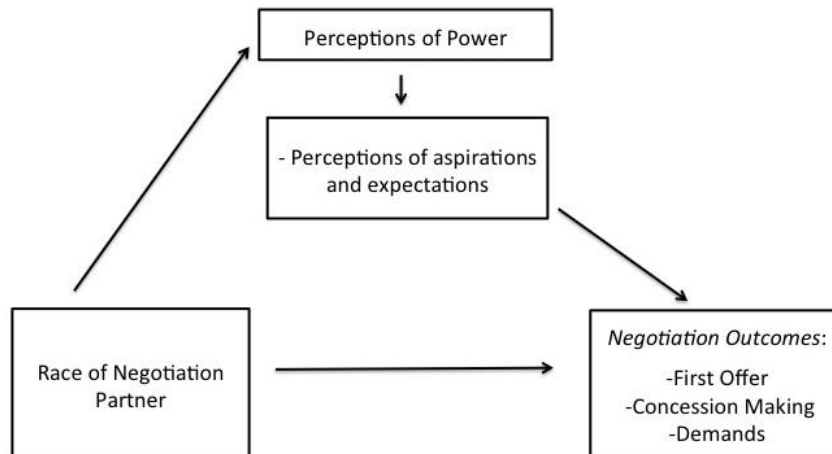 Perceptions of Power
- Perceptions of aspirations
and expectations
Race of Negotiation
Partner
Negotiation Outcomes:
-First Offer
-Concession Making
-Demands